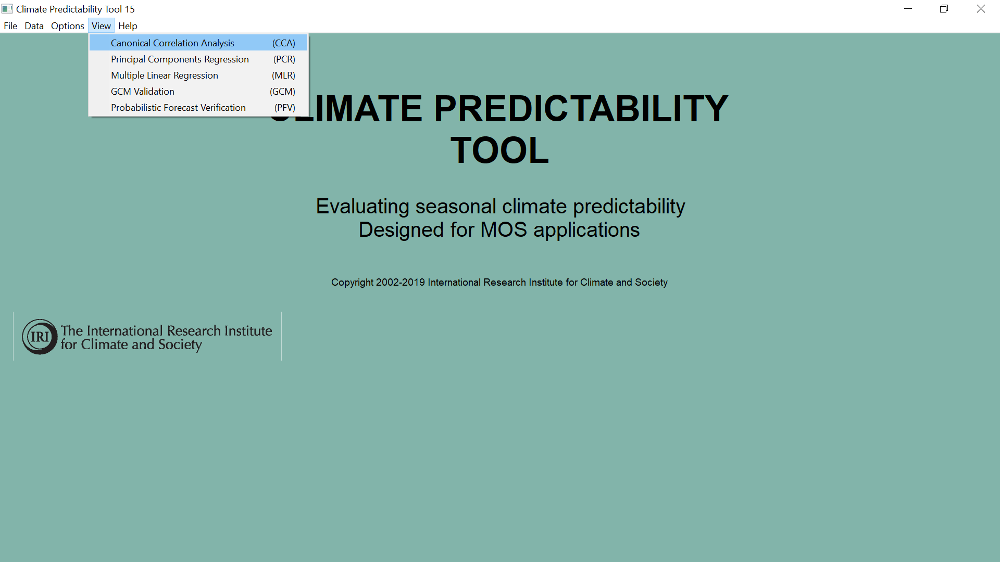 Climate Predictability Tool 15
File Data Options View Help
Canonical Correlation Analysis (CCA)
Principal Components Regression (PCR)
Multiple Linear Regression (MLR)
GCM Validation (GCM)
Probabilistic Forecast Verification (PFV)
CLIMATE PREDICTABILITY
TOOL
Evaluating seasonal climate predictability
Designed for MOS applications
Copyright 2002-2019 International Research Institute for Climate and Society
IRI
The International Research Institute
for Climate and Society